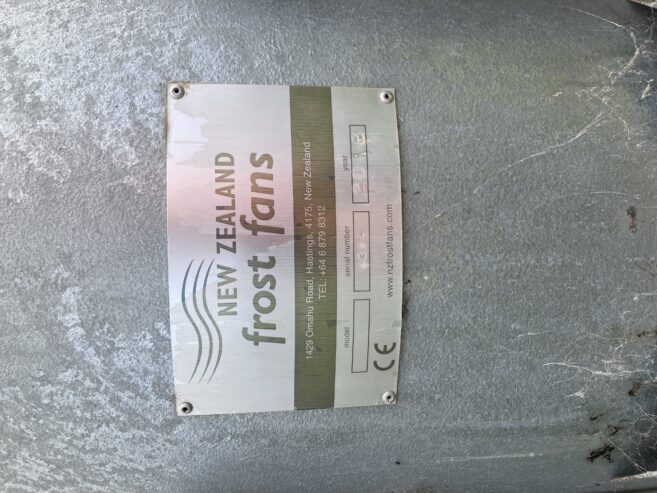 NEW ZEALAND
frost fans
1429 Omahu Road, Hastings, 4175, New Zealand
TEL: +64 6 879 8312
model serial number year
CE www.nzfrostfans.com